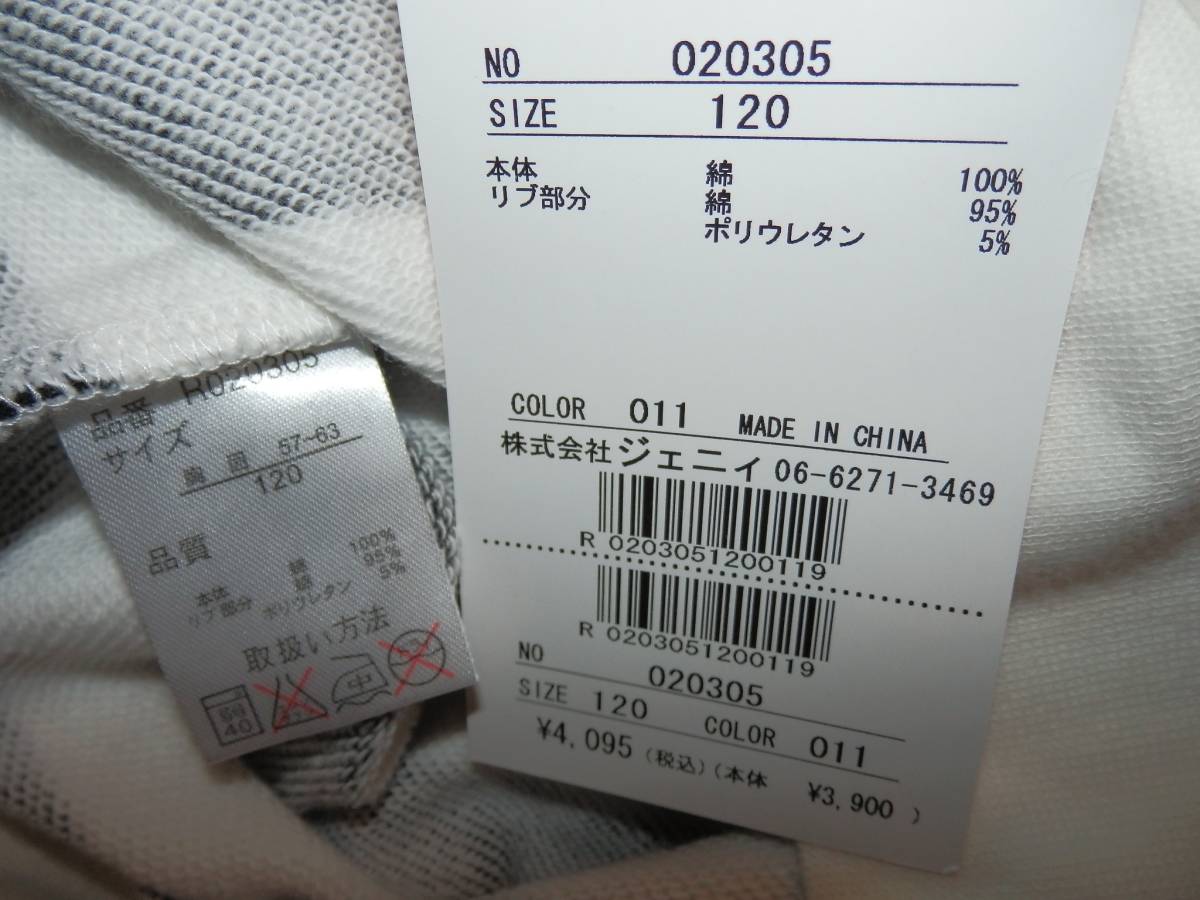 NO 020305
SIZE 120
本体 綿 100%
リブ部分 綿 95%
ポリウレタン 5%
COLOR 011 MADE IN CHINA
株式会社ジェニィ 06-6271-3469
R 0203051200119
R 0203051200119
NO 020305
SIZE 120 COLOR 011
¥4,095 (税込)(本体 ¥3,900 )
品番 R020305
サイズ
胸囲 57~63
120
品質
本体 綿 100%
リブ部分 綿 95%
ポリウレタン 5%
取扱い方法
40
中